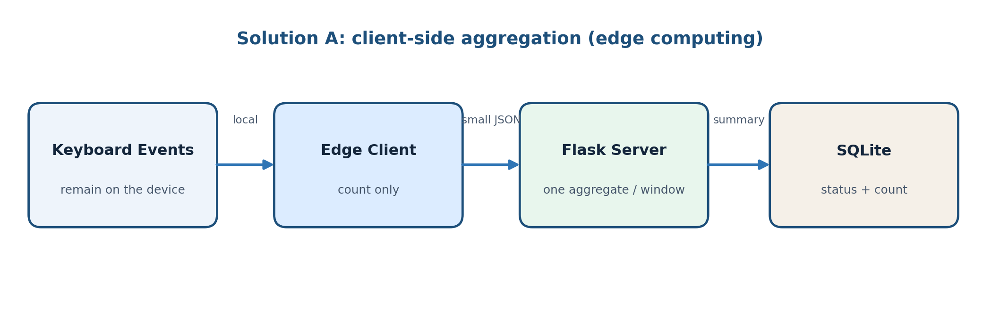 Solution A: client-side aggregation (edge computing)
local
small JSON
summary
Keyboard Events
Edge Client
Flask Server
SQLite
remain on the device
count only
one aggregate / window
status + count